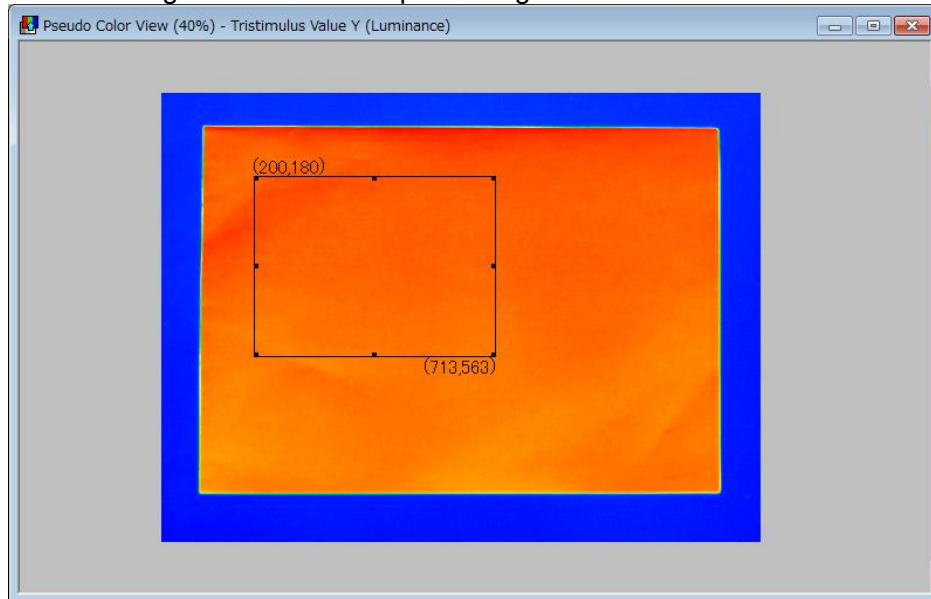 Pseudo Color View (40%) - Tristimulus Value Y (Luminance)
(200,180)
(713,563)